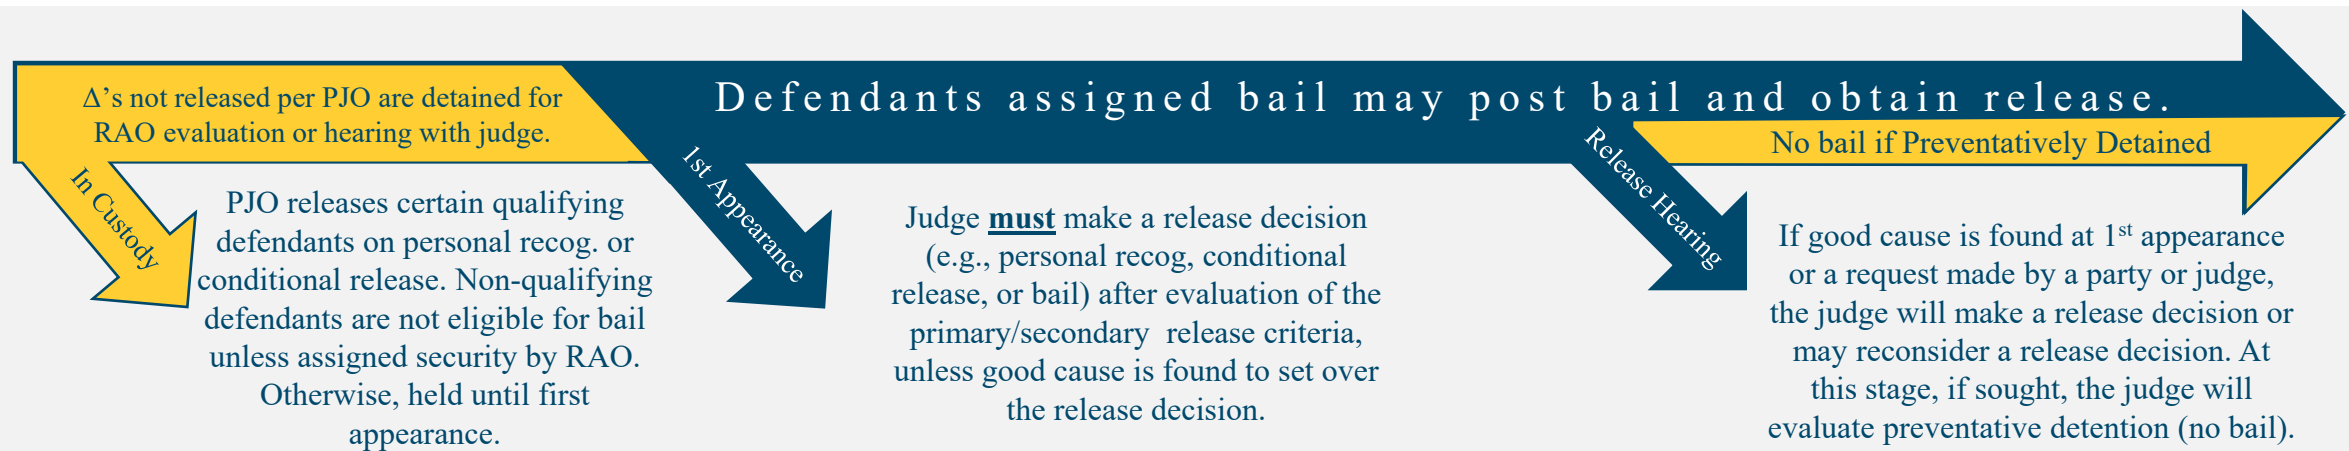 Δ’s not released per PJO are detained for
RAO evaluation or hearing with judge.
Defendants assigned bail may post bail and obtain release.
No bail if Preventatively Detained
In Custody
PJO releases certain qualifying
defendants on personal recog. or
conditional release. Non-qualifying
defendants are not eligible for bail
unless assigned security by RAO.
Otherwise, held until first
appearance.
1st Appearance
Judge must make a release decision
(e.g., personal recog, conditional
release, or bail) after evaluation of the
primary/secondary release criteria,
unless good cause is found to set over
the release decision.
Release Hearing
If good cause is found at 1st appearance
or a request made by a party or judge,
the judge will make a release decision or
may reconsider a release decision. At
this stage, if sought, the judge will
evaluate preventative detention (no bail).